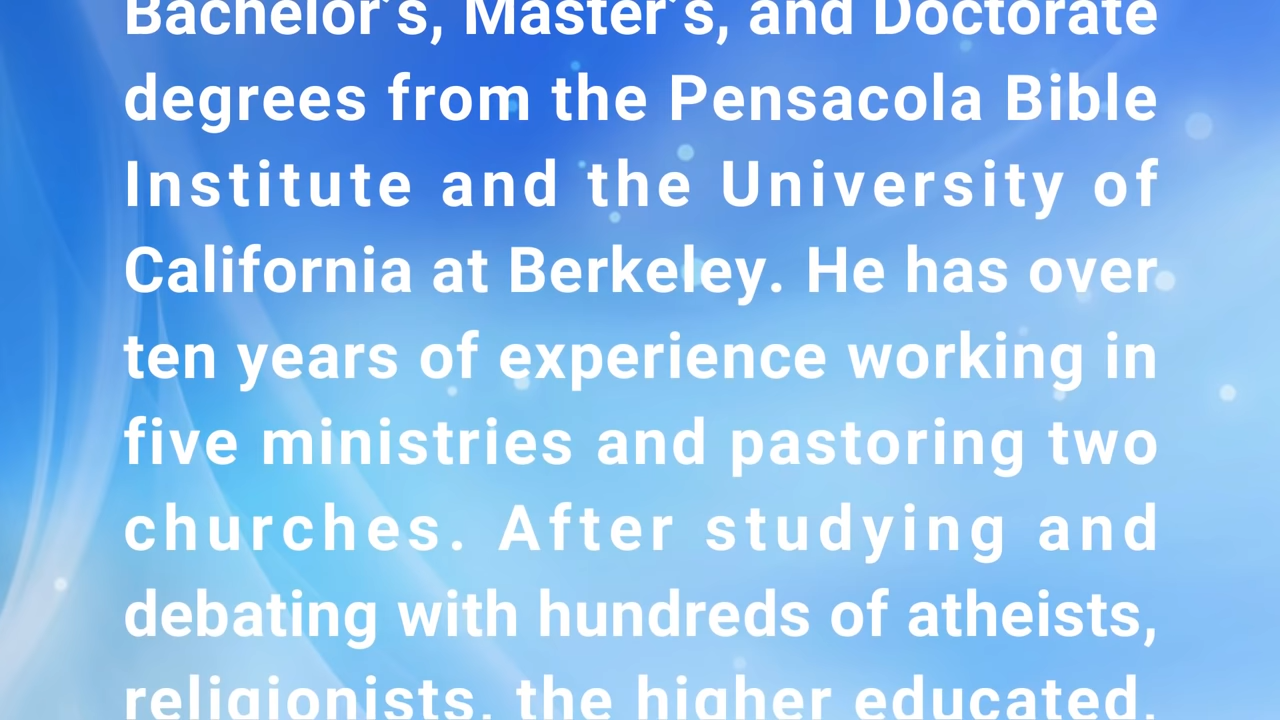 Bachelor's, Master's, and Doctorate
degrees from the Pensacola Bible
Institute and the University of
California at Berkeley. He has over
ten years of experience working in
five ministries and pastoring two
churches. After studying and
debating with hundreds of atheists,
religionists, the higher educated,